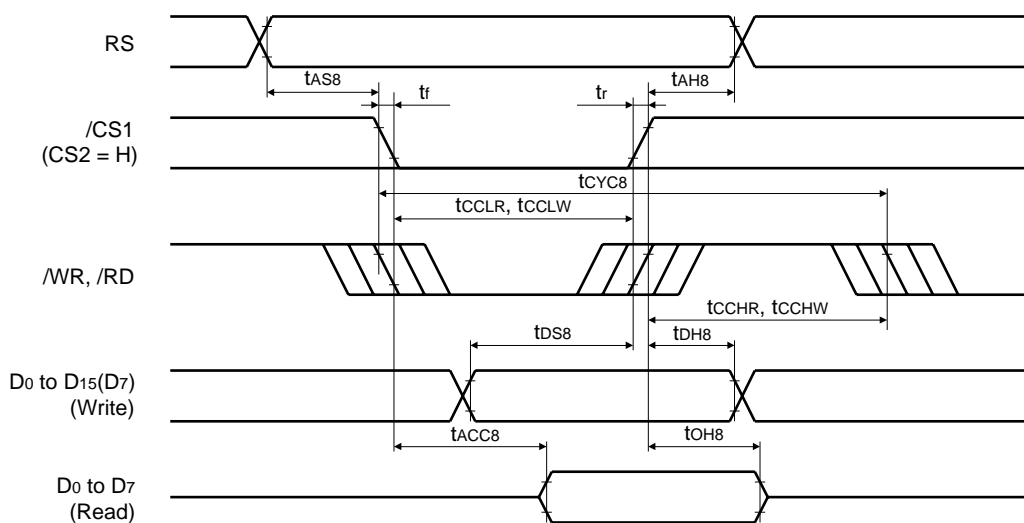 RS
tAS8
tf
tr
tAH8
/CS1
(CS2 = H)
tCYC8
tCCLR, tCCLW
/WR, /RD
tCCHR, tCCHW
tDS8
tDH8
D0 to D15(D7)
(Write)
tACC8
tOH8
D0 to D7
(Read)